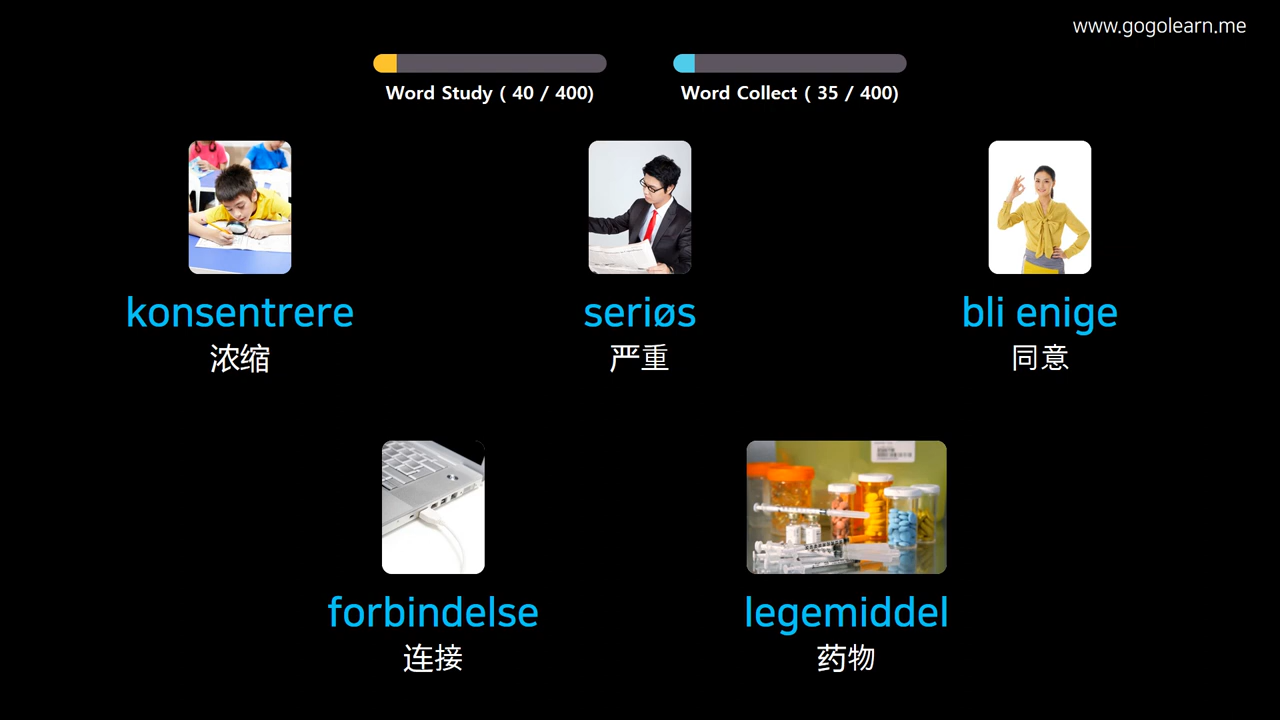 www.gogolearn.me
Word Study ( 40 / 400)
Word Collect ( 35 / 400)
konsentrere
浓缩
seriøs
严重
bli enige
同意
forbindelse
连接
legemiddel
药物